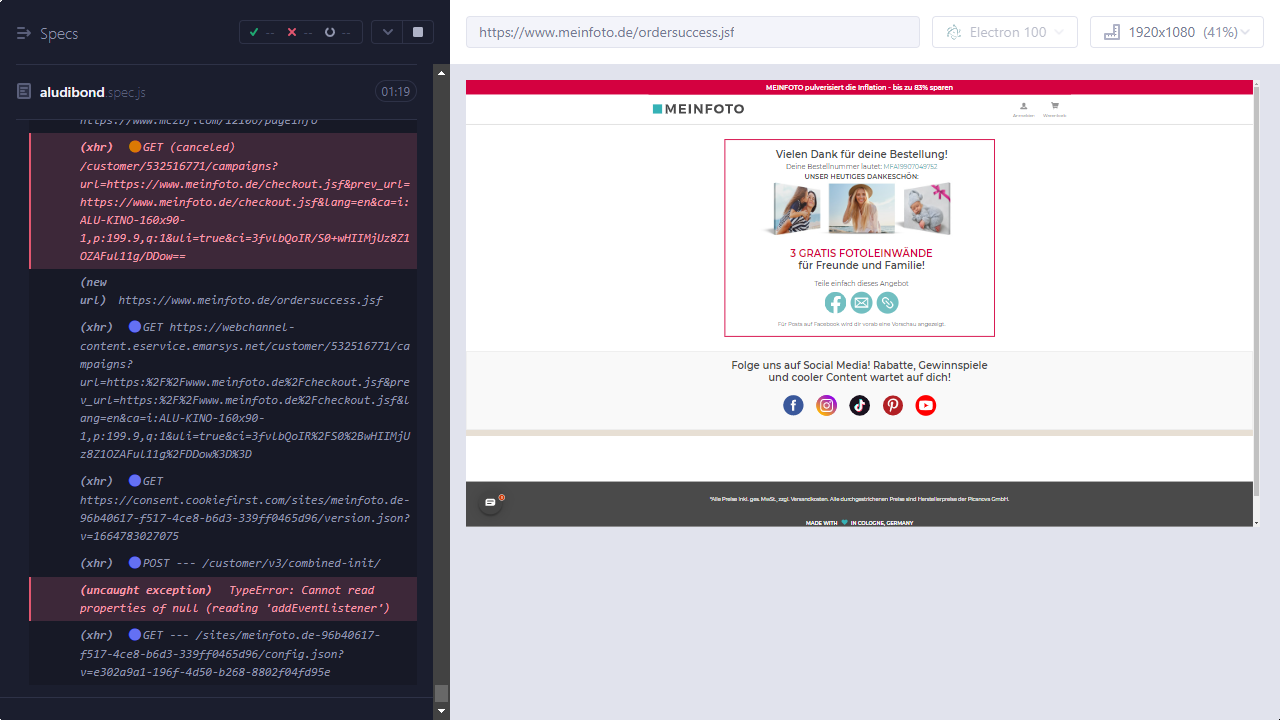 Specs
-- -- --
aludibond.spec.js
01:19
https://www.mczbf.com/12106/pageInfo
(xhr) GET (canceled)
/customer/532516771/campaigns?
url=https://www.meinfoto.de/checkout.jsf&prev_url=
https://www.meinfoto.de/checkout.jsf&lang=en&ca=i:
ALU-KINO-160x90-
1,p:199.9,q:1&uli=true&ci=3fvlbQoIR/S0+wHIIMjUz8Z1
OZAFul11g/DDow==
(new
url) https://www.meinfoto.de/ordersuccess.jsf
(xhr) GET https://webchannel-
content.eservice.emarsys.net/customer/532516771/ca
mpaigns?
url=https:%2F%2Fwww.meinfoto.de%2Fcheckout.jsf&pre
v_url=https:%2F%2Fwww.meinfoto.de%2Fcheckout.jsf&l
ang=en&ca=i:ALU-KINO-160x90-
1,p:199.9,q:1&uli=true&ci=3fvlbQoIR%2FS0%2BwHIIMjU
z8Z1OZAFul11g%2FDDow%3D%3D
(xhr) GET
https://consent.cookiefirst.com/sites/meinfoto.de-
96b40617-f517-4ce8-b6d3-339ff0465d96/version.json?
v=1664783027075
(xhr) POST --- /customer/v3/combined-init/
(uncaught exception) TypeError: Cannot read
properties of null (reading 'addEventListener')
(xhr) GET --- /sites/meinfoto.de-96b40617-
f517-4ce8-b6d3-339ff0465d96/config.json?
v=e302a9a1-196f-4d50-b268-8802f04fd95e
https://www.meinfoto.de/ordersuccess.jsf
Electron 100
1920x1080 (41%)
MEINFOTO pulverisiert die Inflation - bis zu 83% sparen
MEINFOTO
Anmelden
Warenkorb
Vielen Dank für deine Bestellung!
Deine Bestellnummer lautet: MFA19907049752
UNSER HEUTIGES DANKESCHÖN:
3 GRATIS FOTOLEINWÄNDE
für Freunde und Familie!
Teile einfach dieses Angebot
Für Posts auf Facebook wird dir vorab eine Vorschau angezeigt.
Folge uns auf Social Media! Rabatte, Gewinnspiele
und cooler Content wartet auf dich!
*Alle Preise inkl. ges. MwSt., zzgl. Versandkosten. Alle durchgestrichenen Preise sind Herstellerpreise der Picanova GmbH.
MADE WITH IN COLOGNE, GERMANY